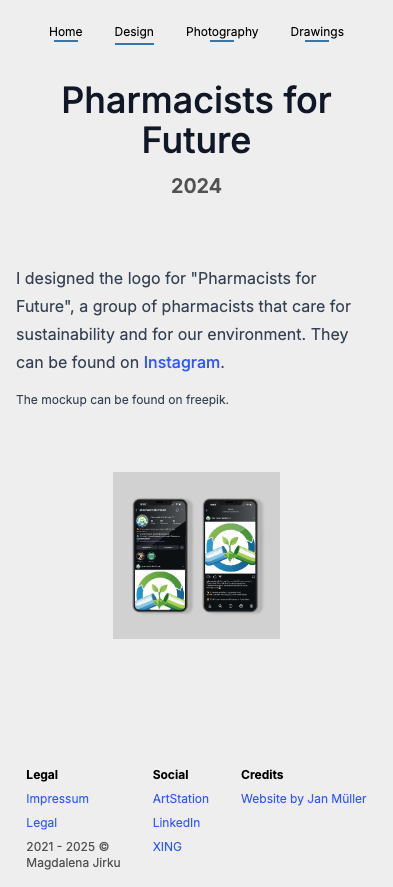 Home Design Photography Drawings
Pharmacists for
Future
2024
I designed the logo for "Pharmacists for
Future", a group of pharmacists that care for
sustainability and for our environment. They
can be found on Instagram.
The mockup can be found on freepik.
Legal Social Credits
Impressum ArtStation Website by Jan Müller
Legal LinkedIn
2021 - 2025 © XING
Magdalena Jirku